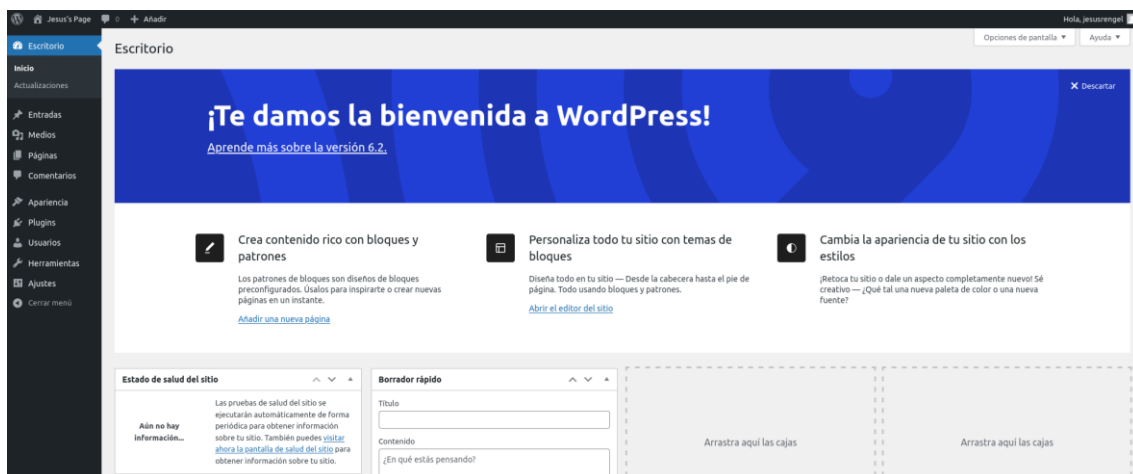 Jesus's Page 0 + Añadir Hola, jesusrengel
Opciones de pantalla Ayuda
Escritorio
Inicio
Actualizaciones
Entradas
Medios
Páginas
Comentarios
Apariencia
Plugins
Usuarios
Herramientas
Ajustes
Cerrar menú
Escritorio
Descartar
¡Te damos la bienvenida a WordPress!
Aprende más sobre la versión 6.2.
Crea contenido rico con bloques y
patrones
Los patrones de bloques son diseños de bloques
preconfigurados. Úsalos para inspirarte o crear nuevas
páginas en un instante.
Añadir una nueva página
Personaliza todo tu sitio con temas de
bloques
Diseña todo en tu sitio — Desde la cabecera hasta el pie de
página. Todo usando bloques y patrones.
Abrir el editor del sitio
Cambia la apariencia de tu sitio con los
estilos
¡Retoca tu sitio o dale un aspecto completamente nuevo! Sé
creativo — ¿Qué tal una nueva paleta de color o una nueva
fuente?
Estado de salud del sitio
Aún no hay
información...
Las pruebas de salud del sitio se
ejecutarán automáticamente de forma
periódica para obtener información
sobre tu sitio. También puedes visitar
ahora la pantalla de salud del sitio para
obtener información sobre tu sitio.
Borrador rápido
Título
Contenido
¿En qué estás pensando?
Arrastra aquí las cajas
Arrastra aquí las cajas